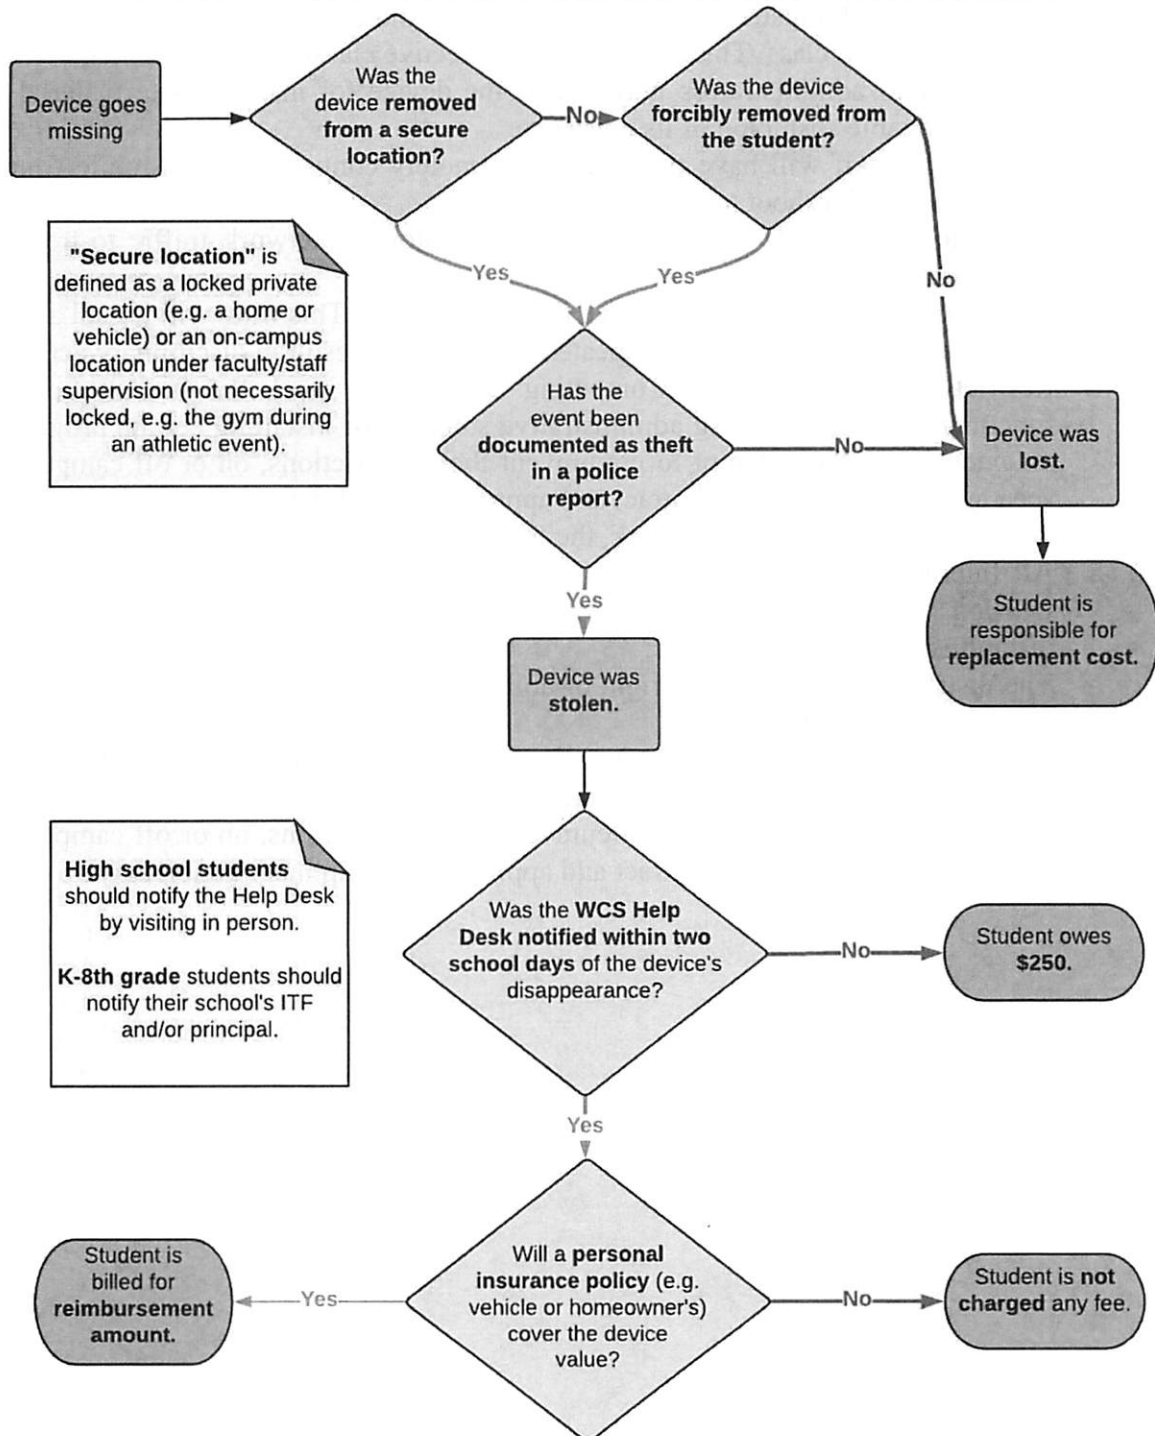 Device goes
missing
Was the
device removed
from a secure
location?
No
Was the device
forcibly removed from
the student?
Yes
Yes
No
"Secure location" is
defined as a locked private
location (e.g. a home or
vehicle) or an on-campus
location under faculty/staff
supervision (not necessarily
locked, e.g. the gym during
an athletic event).
Has the
event been
documented as theft
in a police
report?
No
Device was
lost.
Student is
responsible for
replacement cost.
Yes
Device was
stolen.
High school students
should notify the Help Desk
by visiting in person.
K-8th grade students should
notify their school's ITF
and/or principal.
Was the WCS Help
Desk notified within two
school days of the device's
disappearance?
No
Student owes
$250.
Yes
Student is
billed for
reimbursement
amount.
Yes
Will a personal
insurance policy (e.g.
vehicle or homeowner's)
cover the device
value?
No
Student is not
charged any fee.